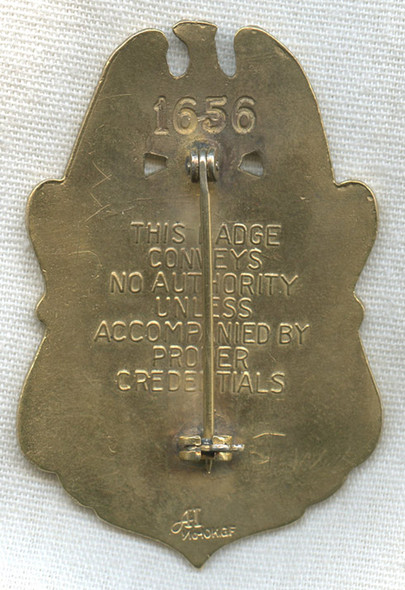 1656
THIS BADGE
CONVEYS
NO AUTHORITY
UNLESS
ACCOMPANIED BY
PROPER
CREDENTIALS